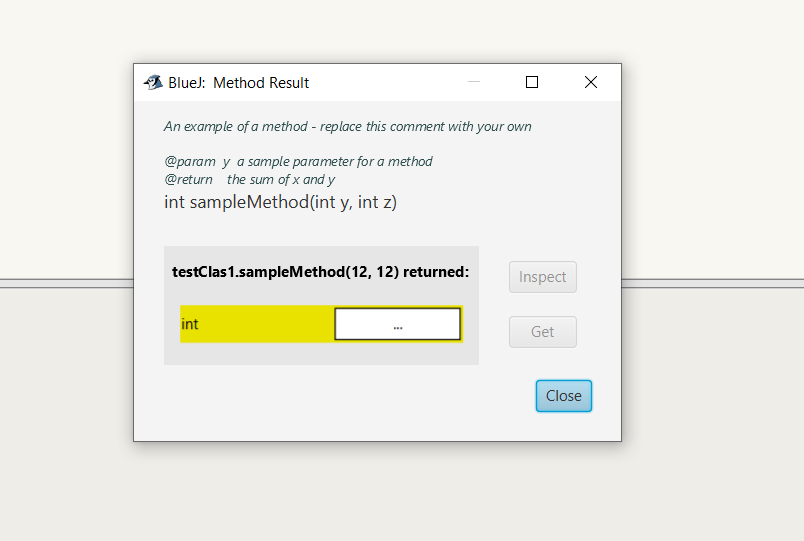 BlueJ: Method Result
An example of a method - replace this comment with your own
@param y a sample parameter for a method
@return the sum of x and y
int sampleMethod(int y, int z)
testClas1.sampleMethod(12, 12) returned:
Inspect
int
...
Get
Close